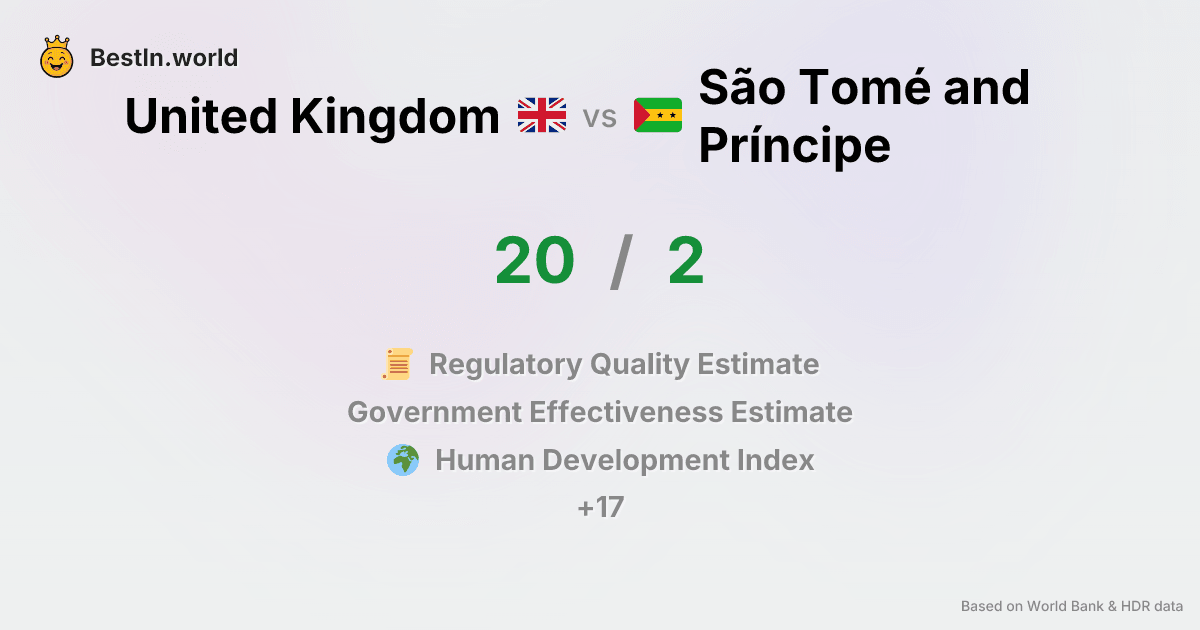 BestIn.world
United Kingdom vs São Tomé and
Príncipe
20 / 2
Regulatory Quality Estimate
Government Effectiveness Estimate
Human Development Index
+17
Based on World Bank & HDR data